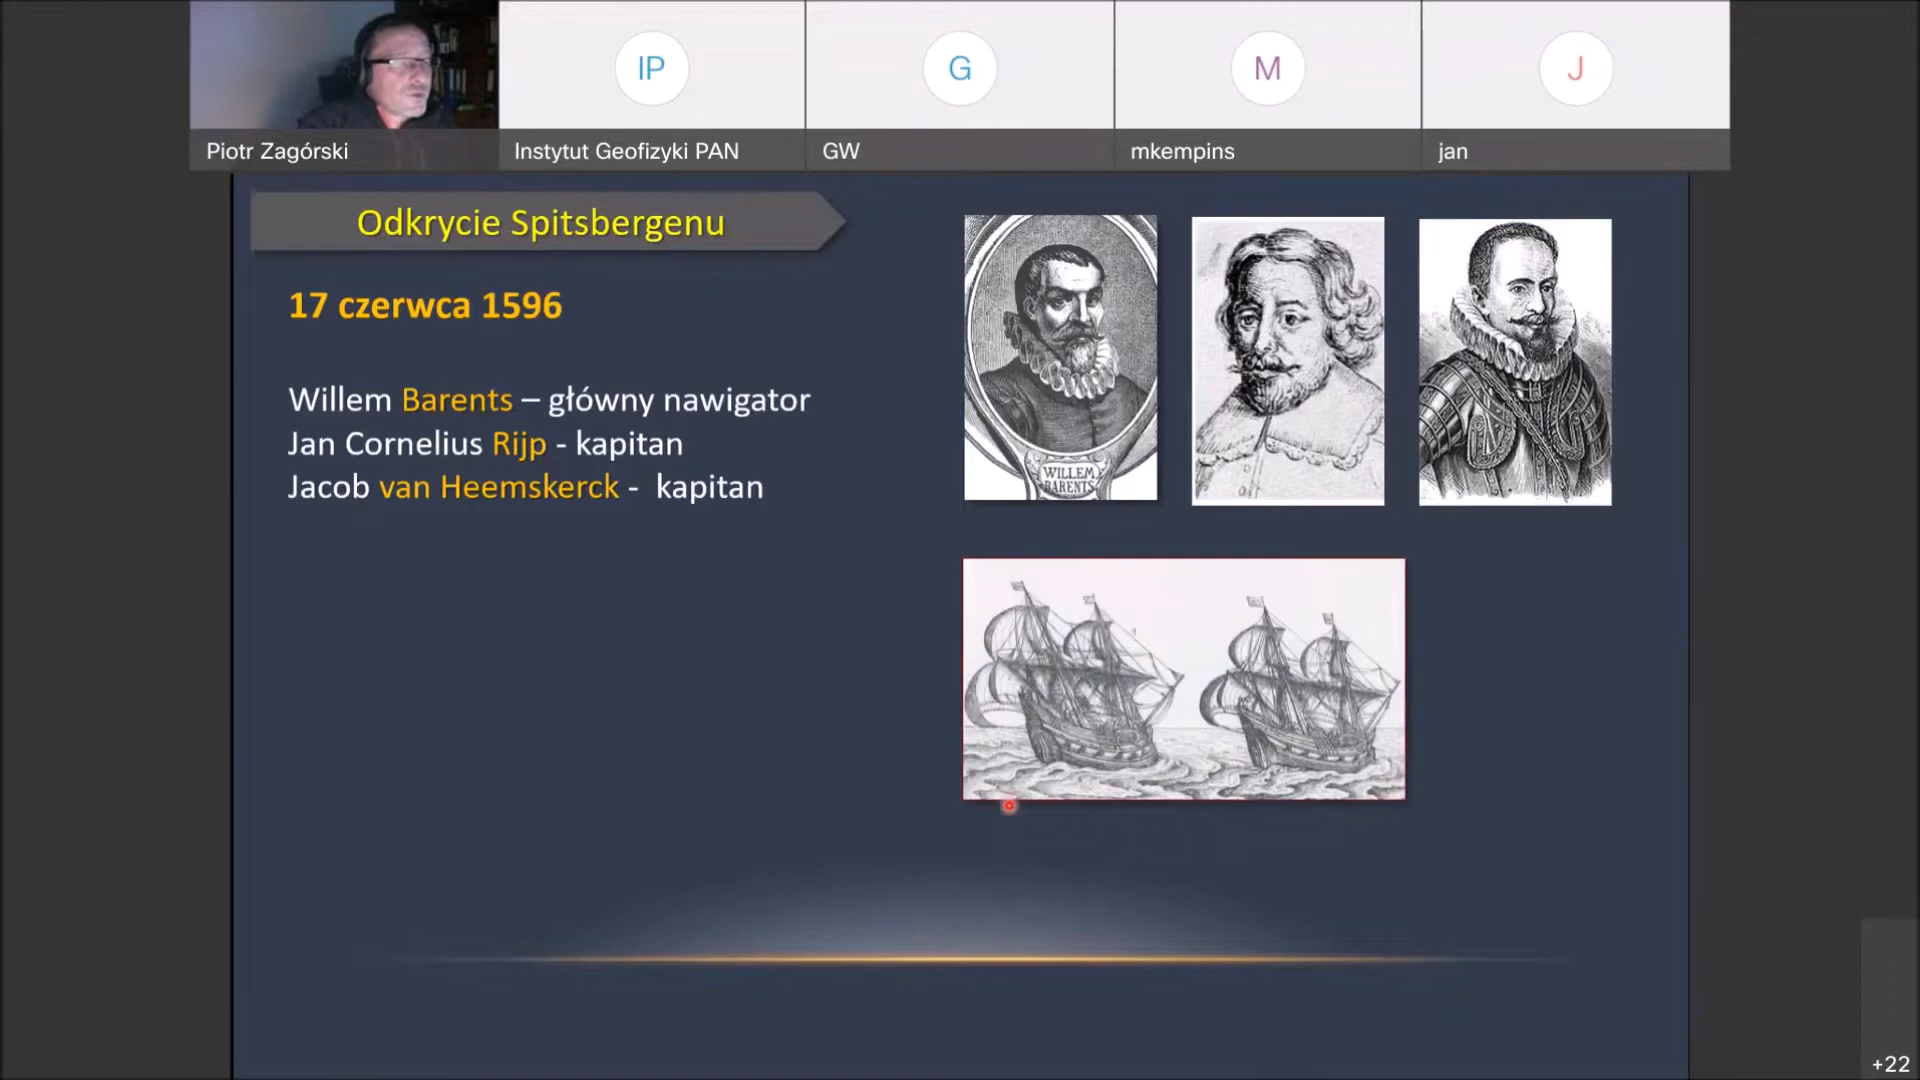 IP
G
M
J
Piotr Zagórski
Instytut Geofizyki PAN
GW
mkempins
jan
Odkrycie Spitsbergenu
17 czerwca 1596
Willem Barents – główny nawigator
Jan Cornelius Rijp - kapitan
Jacob van Heemskerck - kapitan
WILLEM
BARENTS
+22